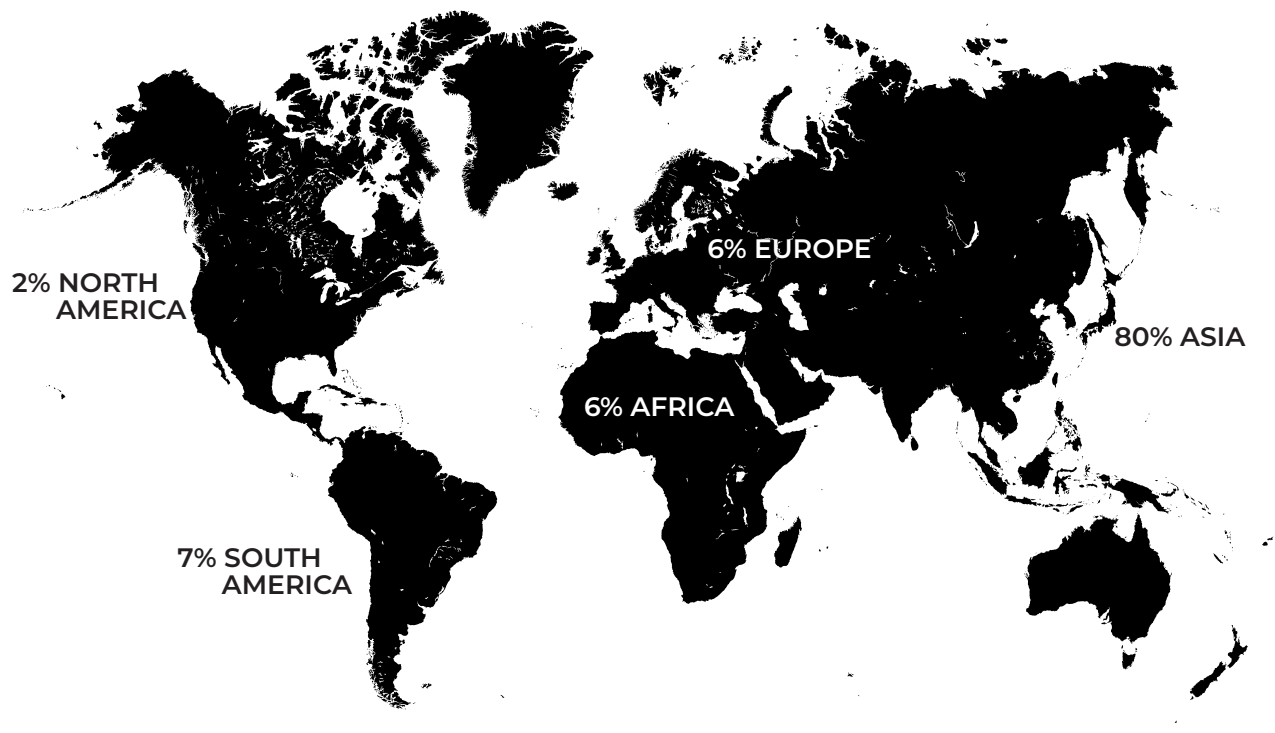 6% EUROPE
2% NORTH
AMERICA
80% ASIA
6% AFRICA
7% SOUTH
AMERICA